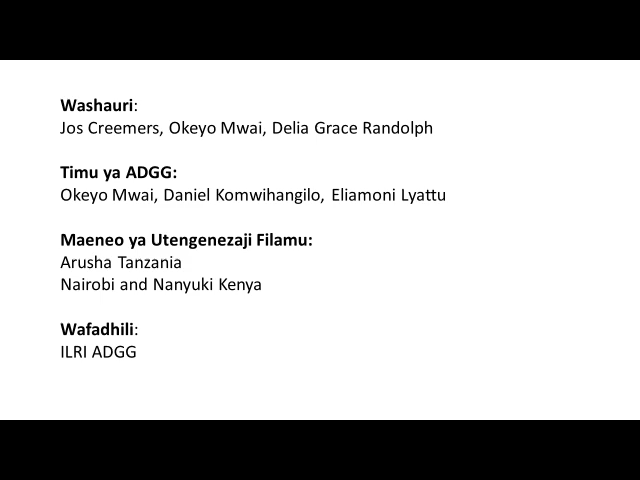 Washauri:
Jos Creemers, Okeyo Mwai, Delia Grace Randolph
Timu ya ADGG:
Okeyo Mwai, Daniel Komwihangilo, Eliamoni Lyattu
Maeneo ya Utengenezaji Filamu:
Arusha Tanzania
Nairobi and Nanyuki Kenya
Wafadhili:
ILRI ADGG